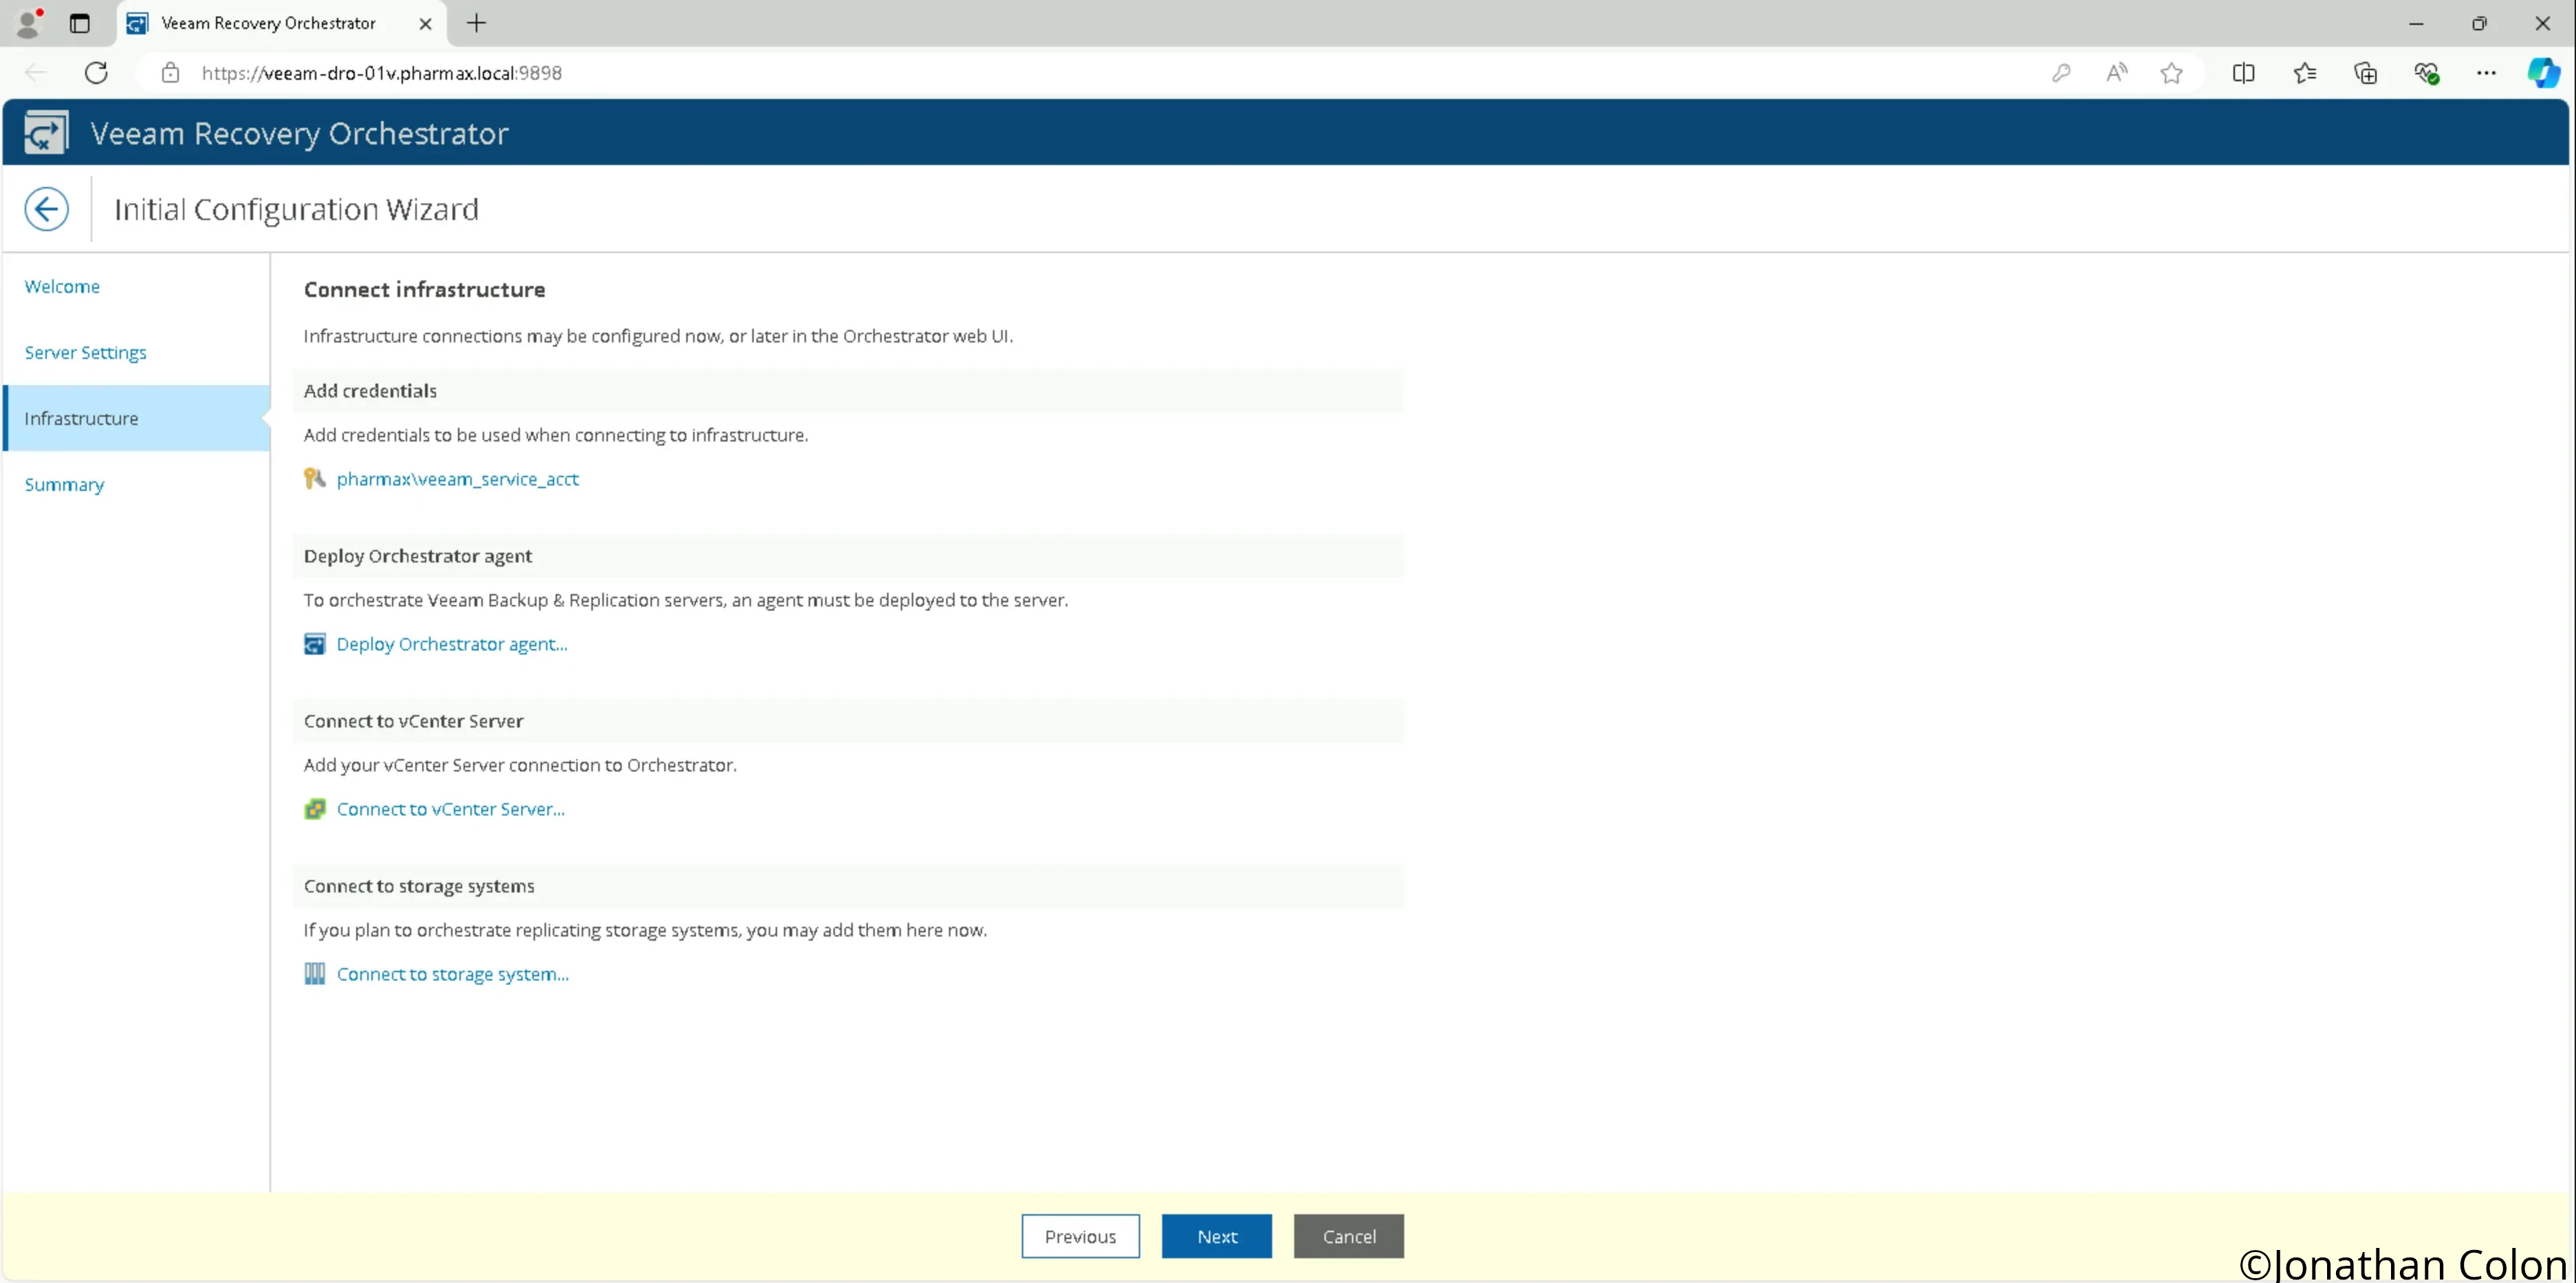 Veeam Recovery Orchestrator
https://veeam-dro-01v.pharmax.local:9898
Veeam Recovery Orchestrator
Initial Configuration Wizard
Welcome
Server Settings
Infrastructure
Summary
Connect infrastructure
Infrastructure connections may be configured now, or later in the Orchestrator web UI.
Add credentials
Add credentials to be used when connecting to infrastructure.
pharmax\veeam_service_acct
Deploy Orchestrator agent
To orchestrate Veeam Backup & Replication servers, an agent must be deployed to the server.
Deploy Orchestrator agent...
Connect to vCenter Server
Add your vCenter Server connection to Orchestrator.
Connect to vCenter Server...
Connect to storage systems
If you plan to orchestrate replicating storage systems, you may add them here now.
Connect to storage system...
Previous
Next
Cancel
©Jonathan Colon